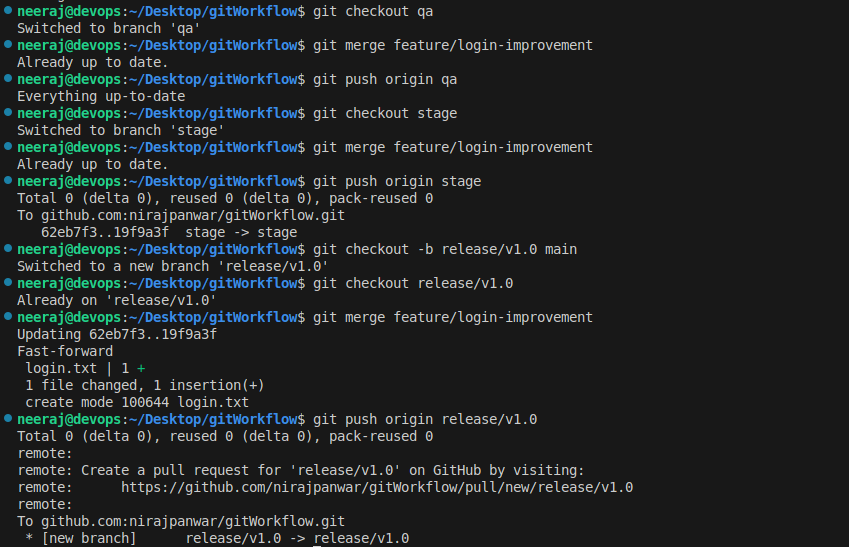 neeraj@devops:~/Desktop/gitWorkflow$ git checkout qa
Switched to branch 'qa'
neeraj@devops:~/Desktop/gitWorkflow$ git merge feature/login-improvement
Already up to date.
neeraj@devops:~/Desktop/gitWorkflow$ git push origin qa
Everything up-to-date
neeraj@devops:~/Desktop/gitWorkflow$ git checkout stage
Switched to branch 'stage'
neeraj@devops:~/Desktop/gitWorkflow$ git merge feature/login-improvement
Already up to date.
neeraj@devops:~/Desktop/gitWorkflow$ git push origin stage
Total 0 (delta 0), reused 0 (delta 0), pack-reused 0
To github.com:nirajpanwar/gitWorkflow.git
   62eb7f3..19f9a3f  stage -> stage
neeraj@devops:~/Desktop/gitWorkflow$ git checkout -b release/v1.0 main
Switched to a new branch 'release/v1.0'
neeraj@devops:~/Desktop/gitWorkflow$ git checkout release/v1.0
Already on 'release/v1.0'
neeraj@devops:~/Desktop/gitWorkflow$ git merge feature/login-improvement
Updating 62eb7f3..19f9a3f
Fast-forward
 login.txt | 1 +
 1 file changed, 1 insertion(+)
 create mode 100644 login.txt
neeraj@devops:~/Desktop/gitWorkflow$ git push origin release/v1.0
Total 0 (delta 0), reused 0 (delta 0), pack-reused 0
remote:
remote: Create a pull request for 'release/v1.0' on GitHub by visiting:
remote:      https://github.com/nirajpanwar/gitWorkflow/pull/new/release/v1.0
remote:
To github.com:nirajpanwar/gitWorkflow.git
 * [new branch]      release/v1.0 -> release/v1.0